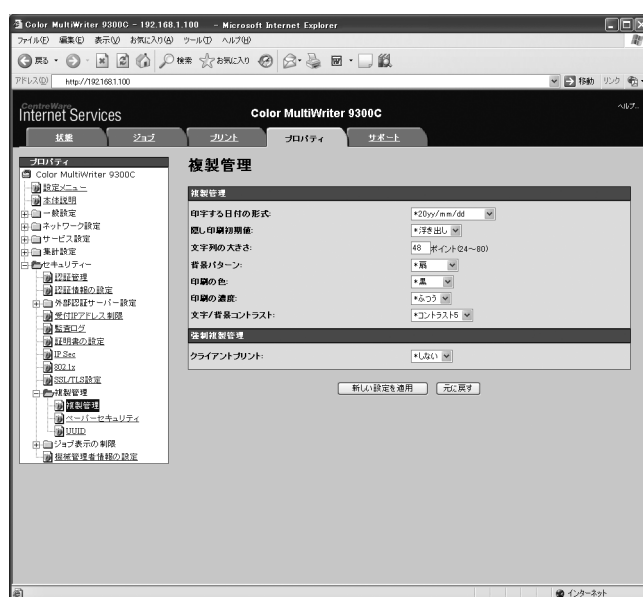 Color MultiWriter 9300C - 192.168.1.100 - Microsoft Internet Explorer
ファイル(F) 編集(E) 表示(V) お気に入り(A) ツール(T) ヘルプ(H)
戻る 検索 お気に入り
アドレス(D) http://192.168.1.100 移動 リンク
CentreWare
Internet Services
Color MultiWriter 9300C
ヘルプ...
状態 ジョブ プリント プロパティ サポート
プロパティ
Color MultiWriter 9300C
設定メニュー
本体説明
一般設定
ネットワーク設定
サービス設定
集計設定
セキュリティー
認証管理
認証情報の設定
外部認証サーバー設定
受付IPアドレス制限
監査ログ
証明書の設定
IP Sec
802.1x
SSL/TLS設定
複製管理
複製管理
ペーパーセキュリティ
UUID
ジョブ表示の制限
機械管理者情報の設定
複製管理
複製管理
印字する日付の形式: *20yy/mm/dd
隠し印刷初期値: *浮き出し
文字列の大きさ: 48 ポイント(24～80)
背景パターン: *扇
印刷の色: *黒
印刷の濃度: *ふつう
文字/背景コントラスト: *コントラスト5
強制複製管理
クライアントプリント: *しない
新しい設定を適用 元に戻す
インターネット